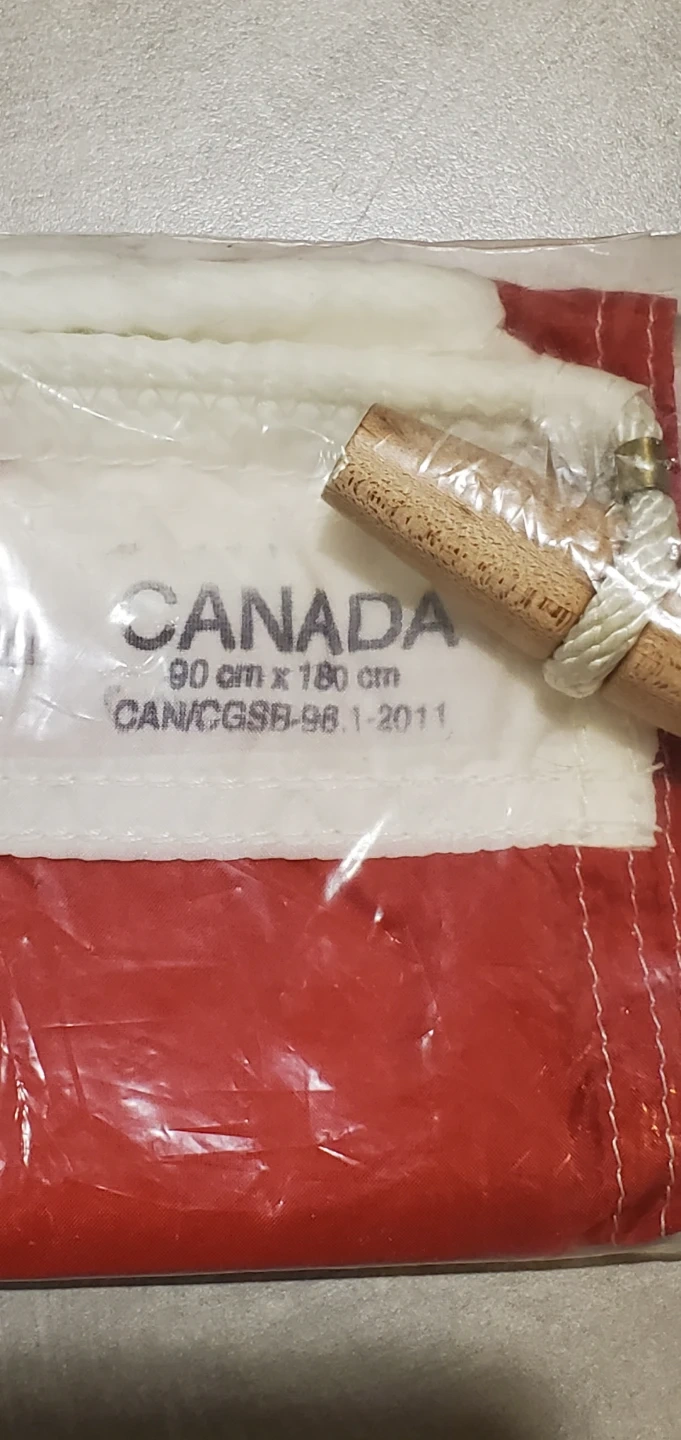 CANADA
90 cm x 180 cm
CAN/CGSB-98.1-2011